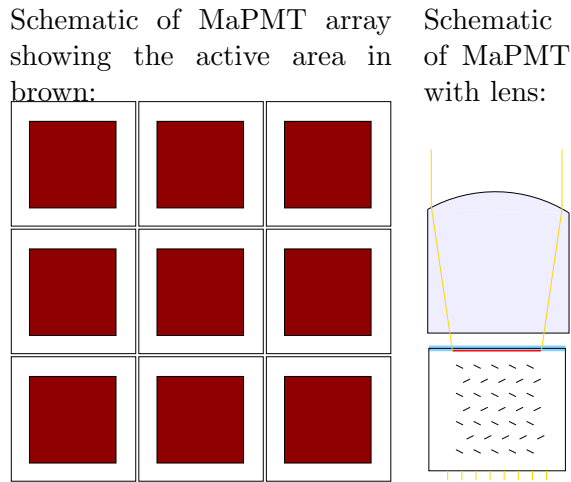 Schematic of MaPMT array
showing the active area in
brown:
Schematic
of MaPMT
with lens: